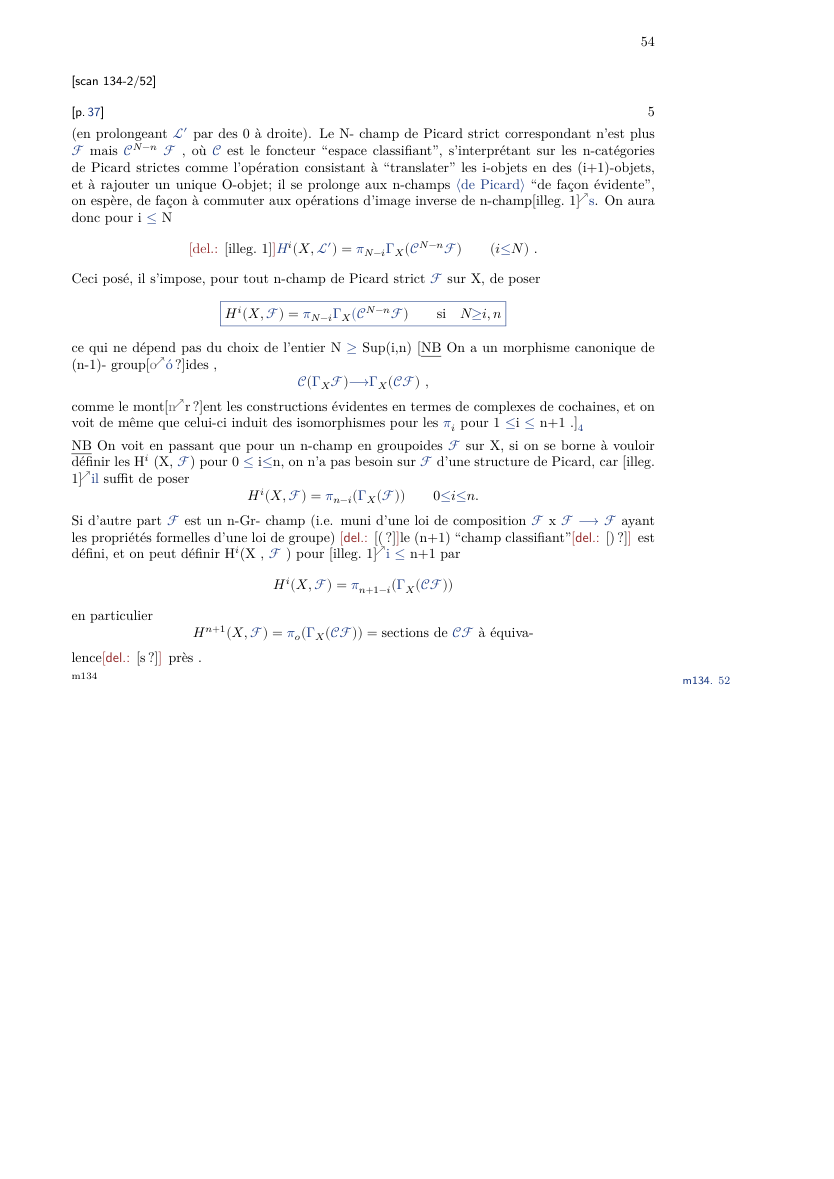 54
[scan 134-2/52]
[p. 37] 5
(en prolongeant ℒ′ par des 0 à droite). Le N- champ de Picard strict correspondant n'est plus
ℱ mais 𝒞^{N−n} ℱ , où 𝒞 est le foncteur “espace classifiant”, s'interprétant sur les n-catégories
de Picard strictes comme l'opération consistant à “translater” les i-objets en des (i+1)-objets,
et à rajouter un unique O-objet; il se prolonge aux n-champs ⟨de Picard⟩ “de façon évidente”,
on espère, de façon à commuter aux opérations d'image inverse de n-champ[illeg. 1]↗s. On aura
donc pour i ≤ N
[del.: [illeg. 1]]H^i(X, ℒ′) = π_{N−i}Γ_X(𝒞^{N−n}ℱ) (i≤N) .
Ceci posé, il s'impose, pour tout n-champ de Picard strict ℱ sur X, de poser
H^i(X, ℱ) = π_{N−i}Γ_X(𝒞^{N−n}ℱ) si N≥i, n
ce qui ne dépend pas du choix de l'entier N ≥ Sup(i,n) [NB On a un morphisme canonique de
(n-1)- group[o↗ó ?]ides ,
𝒞(Γ_Xℱ)⟶Γ_X(𝒞ℱ) ,
comme le mont[n↗r ?]ent les constructions évidentes en termes de complexes de cochaines, et on
voit de même que celui-ci induit des isomorphismes pour les π_i pour 1 ≤i ≤ n+1 .]_4
NB On voit en passant que pour un n-champ en groupoides ℱ sur X, si on se borne à vouloir
définir les H^i (X, ℱ) pour 0 ≤ i≤n, on n'a pas besoin sur ℱ d'une structure de Picard, car [illeg.
1]↗il suffit de poser
H^i(X, ℱ) = π_{n−i}(Γ_X(ℱ)) 0≤i≤n.
Si d'autre part ℱ est un n-Gr- champ (i.e. muni d'une loi de composition ℱ x ℱ ⟶ ℱ ayant
les propriétés formelles d'une loi de groupe) [del.: [( ?]]le (n+1) “champ classifiant”[del.: [) ?]] est
défini, et on peut définir H^i(X , ℱ ) pour [illeg. 1]↗i ≤ n+1 par
H^i(X, ℱ) = π_{n+1−i}(Γ_X(𝒞ℱ))
en particulier
H^{n+1}(X, ℱ) = π_o(Γ_X(𝒞ℱ)) = sections de 𝒞ℱ à équiva-
lence[del.: [s ?]] près .
m134
m134. 52